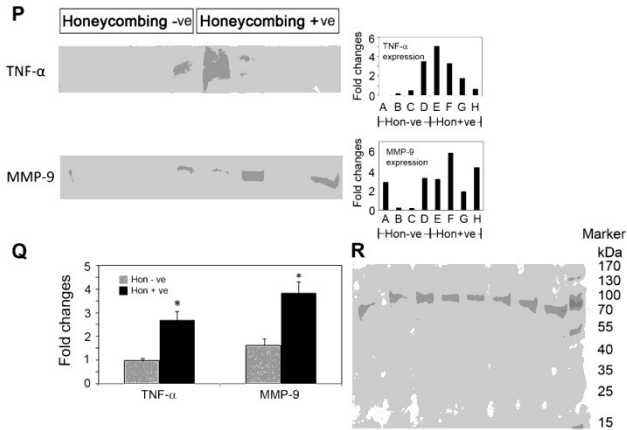 P
Honeycombing -ve
Honeycombing +ve
TNF-α
6
4
2
0
Fold changes
TNF-α
expression
A B C D E F G H
Hon-ve Hon+ve
MMP-9
6
4
2
0
Fold changes
MMP-9
expression
A B C D E F G H
Hon-ve Hon+ve
Q
5
4
3
2
1
0
Fold changes
Hon - ve
Hon + ve
*
*
TNF-α MMP-9
R
Marker
kDa
170
130
100
70
55
40
35
25
15